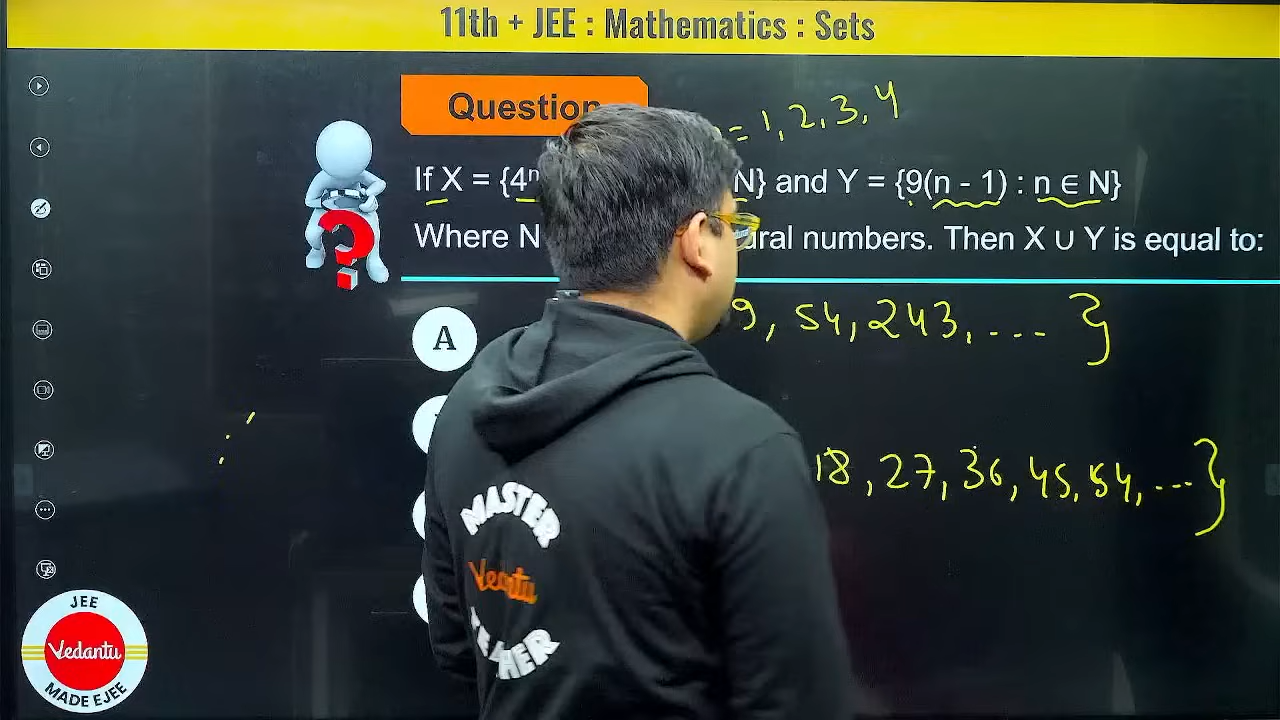 11th + JEE : Mathematics : Sets
Question
= 1, 2, 3, 4
If X = {4ⁿ N} and Y = {9(n - 1) : n ∈ N}
Where N numbers. Then X ∪ Y is equal to:
A
9, 54, 243, ... }
18, 27, 36, 45, 54, ... }
MASTER
Vedantu
TEACHER
JEE
Vedantu
MADE EJEE